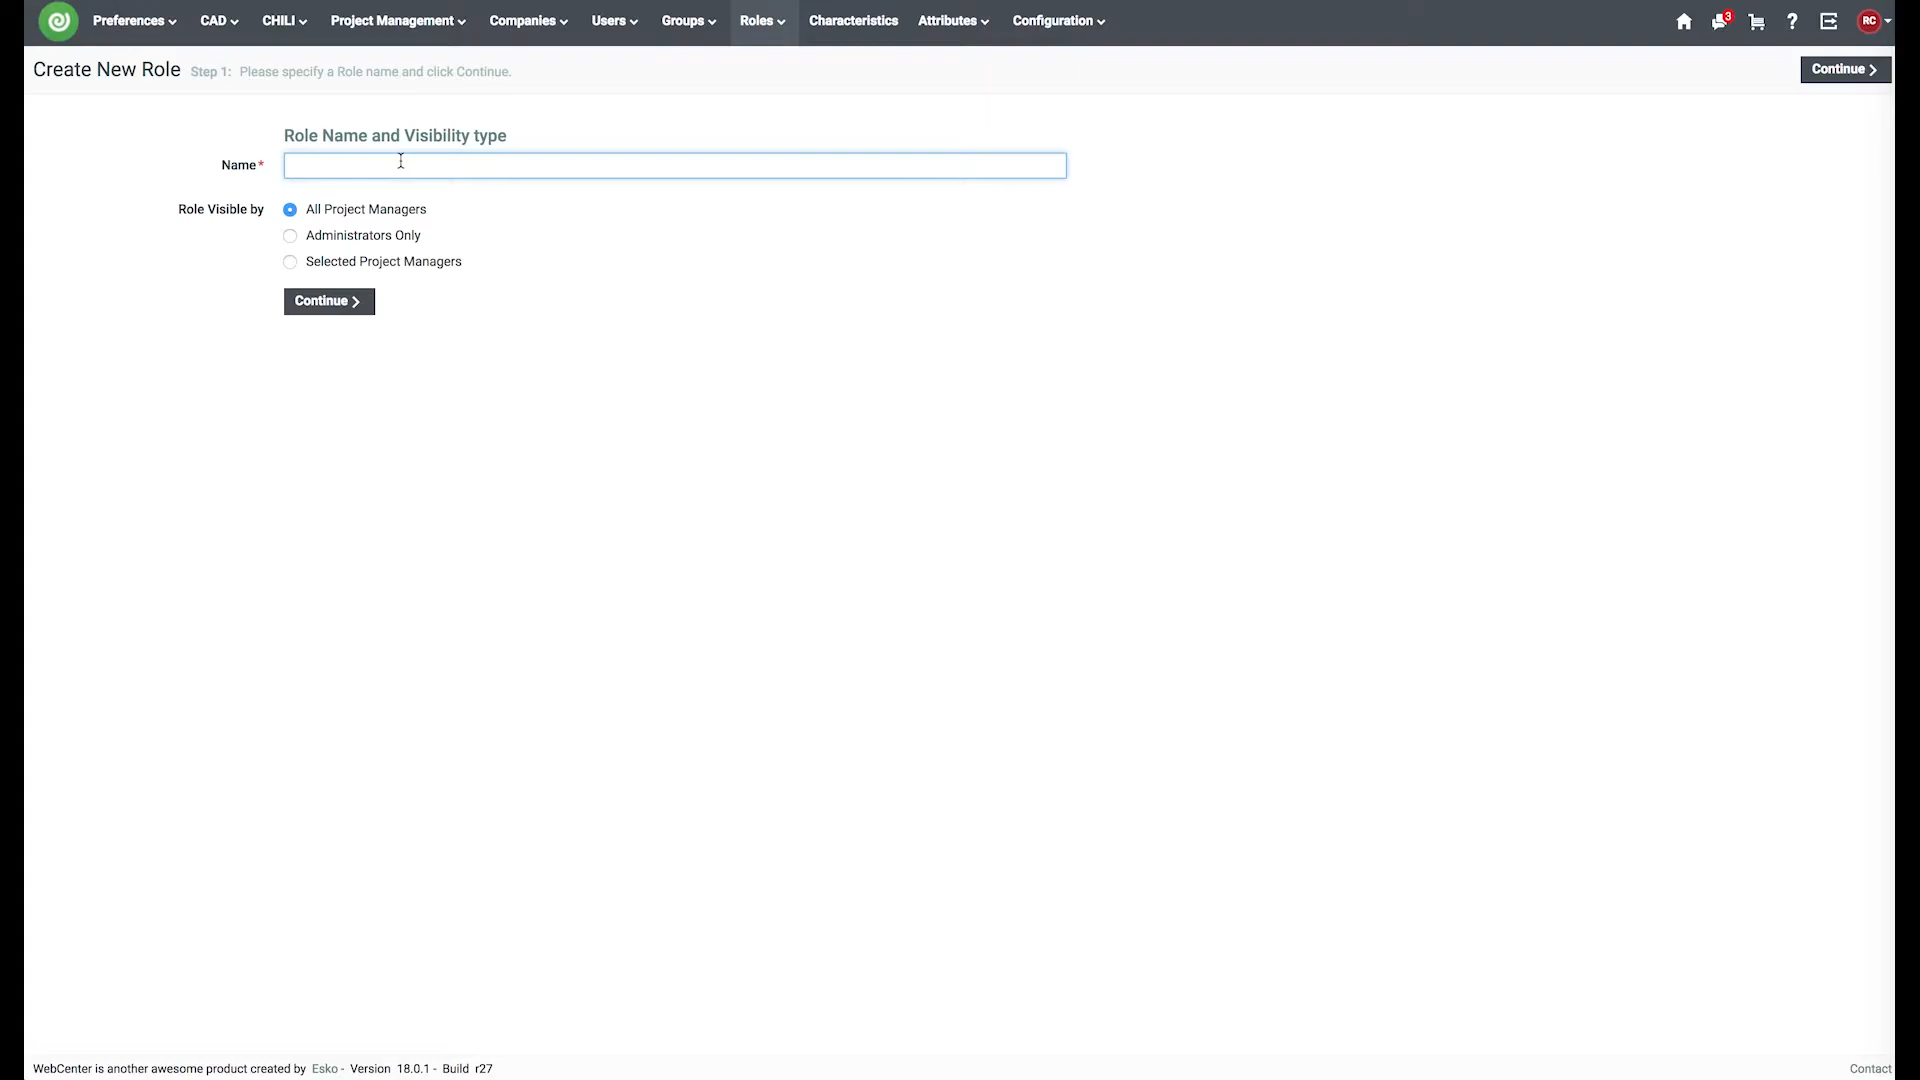 Preferences CAD CHILI Project Management Companies Users Groups Roles Characteristics Attributes Configuration 3 ? RC
Create New Role Step 1: Please specify a Role name and click Continue. Continue
Role Name and Visibility type
Name*
Role Visible by All Project Managers
Administrators Only
Selected Project Managers
Continue
WebCenter is another awesome product created by Esko - Version 18.0.1 - Build r27 Contact